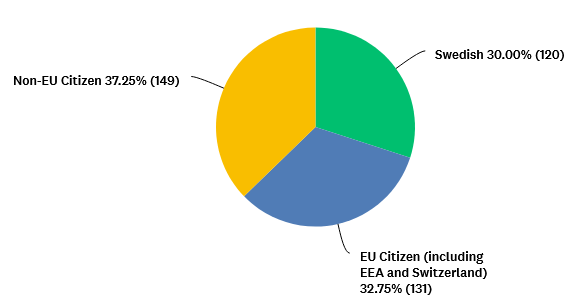 Swedish 30.00% (120)
Non-EU Citizen 37.25% (149)
EU Citizen (including
EEA and Switzerland)
32.75% (131)